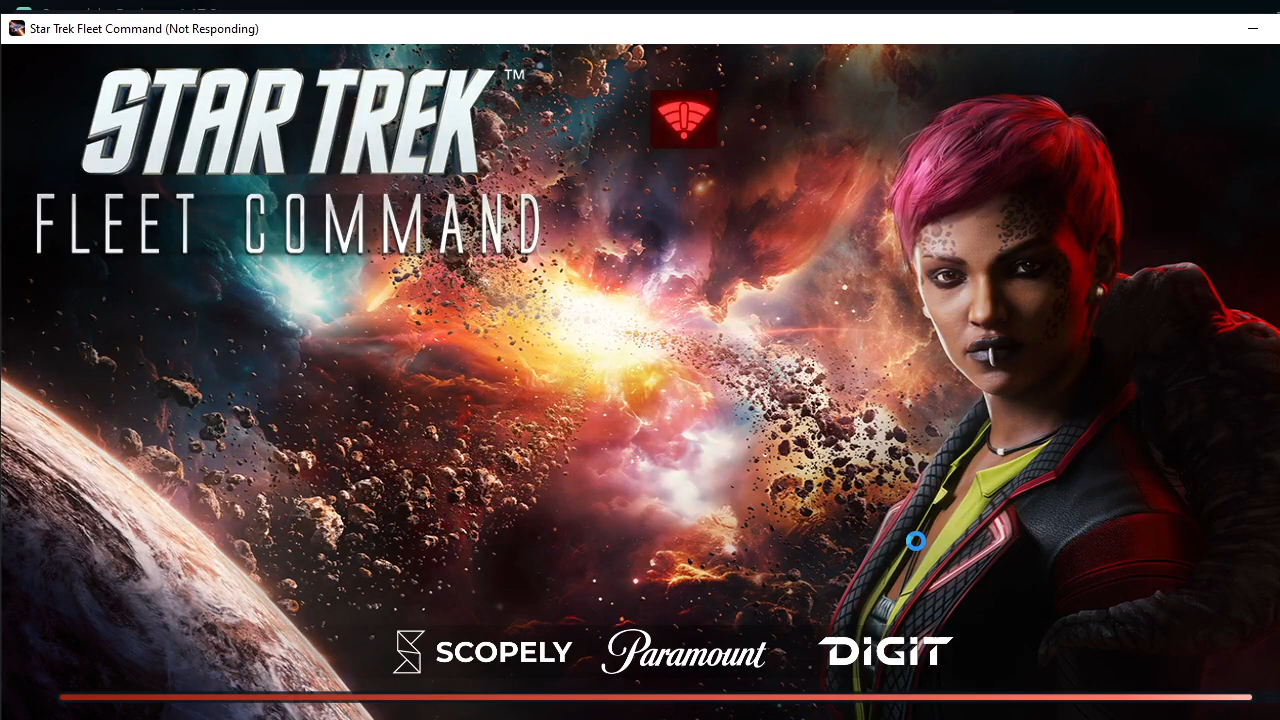 Star Trek Fleet Command (Not Responding)
STAR TREK™
FLEET COMMAND
SCOPELY Paramount DIGIT